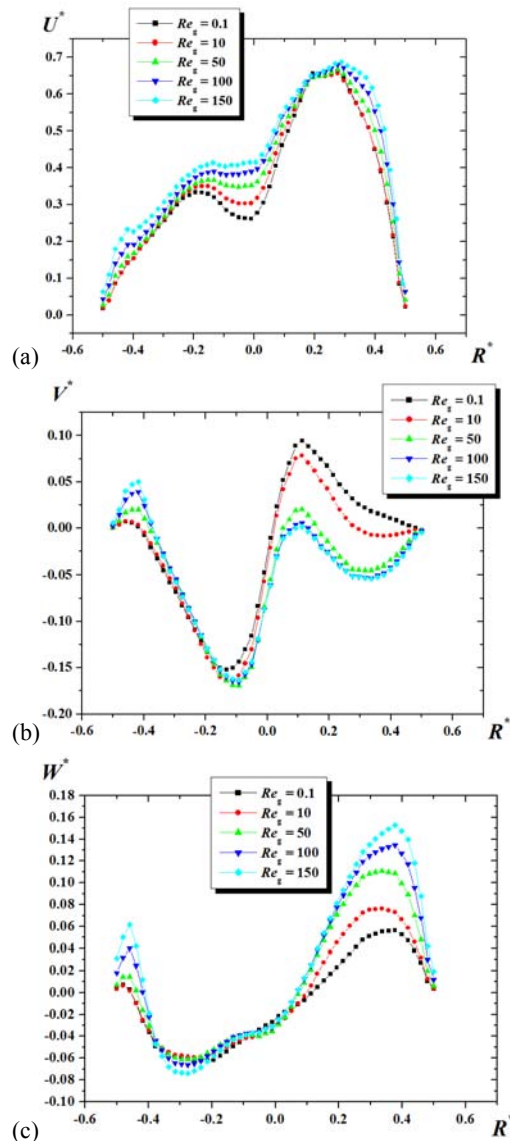 U*
Re_g = 0.1
Re_g = 10
Re_g = 50
Re_g = 100
Re_g = 150
0.7
0.6
0.5
0.4
0.3
0.2
0.1
0.0
-0.6 -0.4 -0.2 0.0 0.2 0.4 0.6
(a)
R*
V*
Re_g = 0.1
Re_g = 10
Re_g = 50
Re_g = 100
Re_g = 150
0.10
0.05
0.00
-0.05
-0.10
-0.15
-0.20
-0.6 -0.4 -0.2 0.0 0.2 0.4 0.6
(b)
R*
W*
Re_g = 0.1
Re_g = 10
Re_g = 50
Re_g = 100
Re_g = 150
0.18
0.16
0.14
0.12
0.10
0.08
0.06
0.04
0.02
0.00
-0.02
-0.04
-0.06
-0.08
-0.10
-0.6 -0.4 -0.2 0.0 0.2 0.4 0.6
(c)
R*